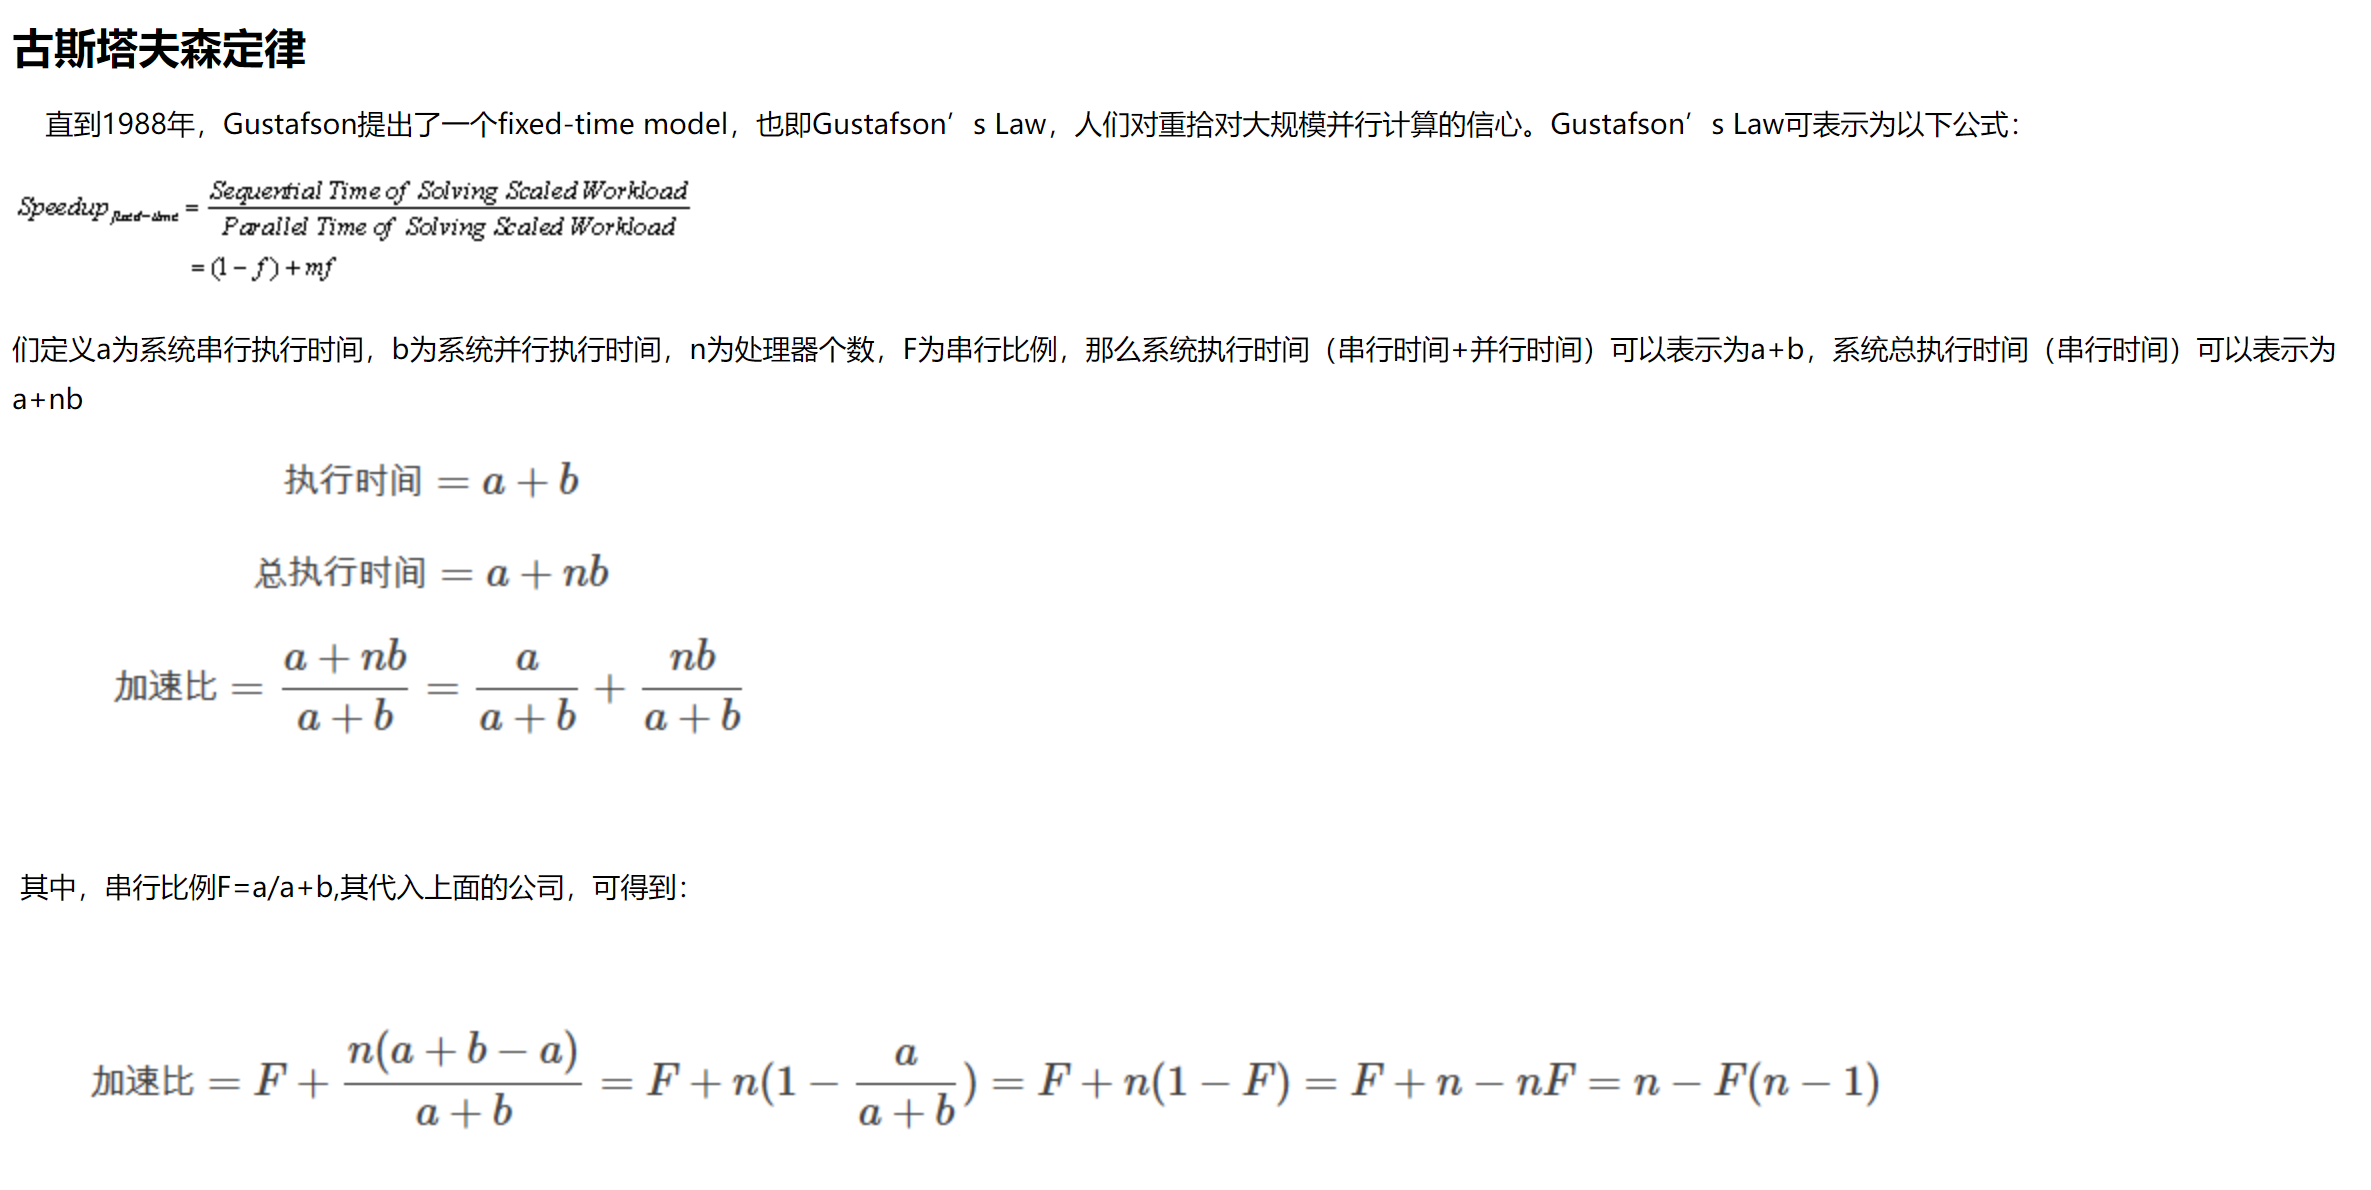 古斯塔夫森定律
直到1988年，Gustafson提出了一个fixed-time model，也即Gustafson’s Law，人们对重拾对大规模并行计算的信心。Gustafson’s Law可表示为以下公式：
Speedup_{fixed-time} = \frac{Sequential Time of Solving Scaled Workload}{Parallel Time of Solving Scaled Workload}
= (1 - f) + mf
们定义a为系统串行执行时间，b为系统并行执行时间，n为处理器个数，F为串行比例，那么系统执行时间（串行时间+并行时间）可以表示为a+b，系统总执行时间（串行时间）可以表示为
a+nb
执行时间 = a + b
总执行时间 = a + nb
加速比 = \frac{a + nb}{a + b} = \frac{a}{a + b} + \frac{nb}{a + b}
其中，串行比例F=a/a+b,其代入上面的公司，可得到：
加速比 = F + \frac{n(a + b - a)}{a + b} = F + n(1 - \frac{a}{a + b}) = F + n(1 - F) = F + n - nF = n - F(n - 1)